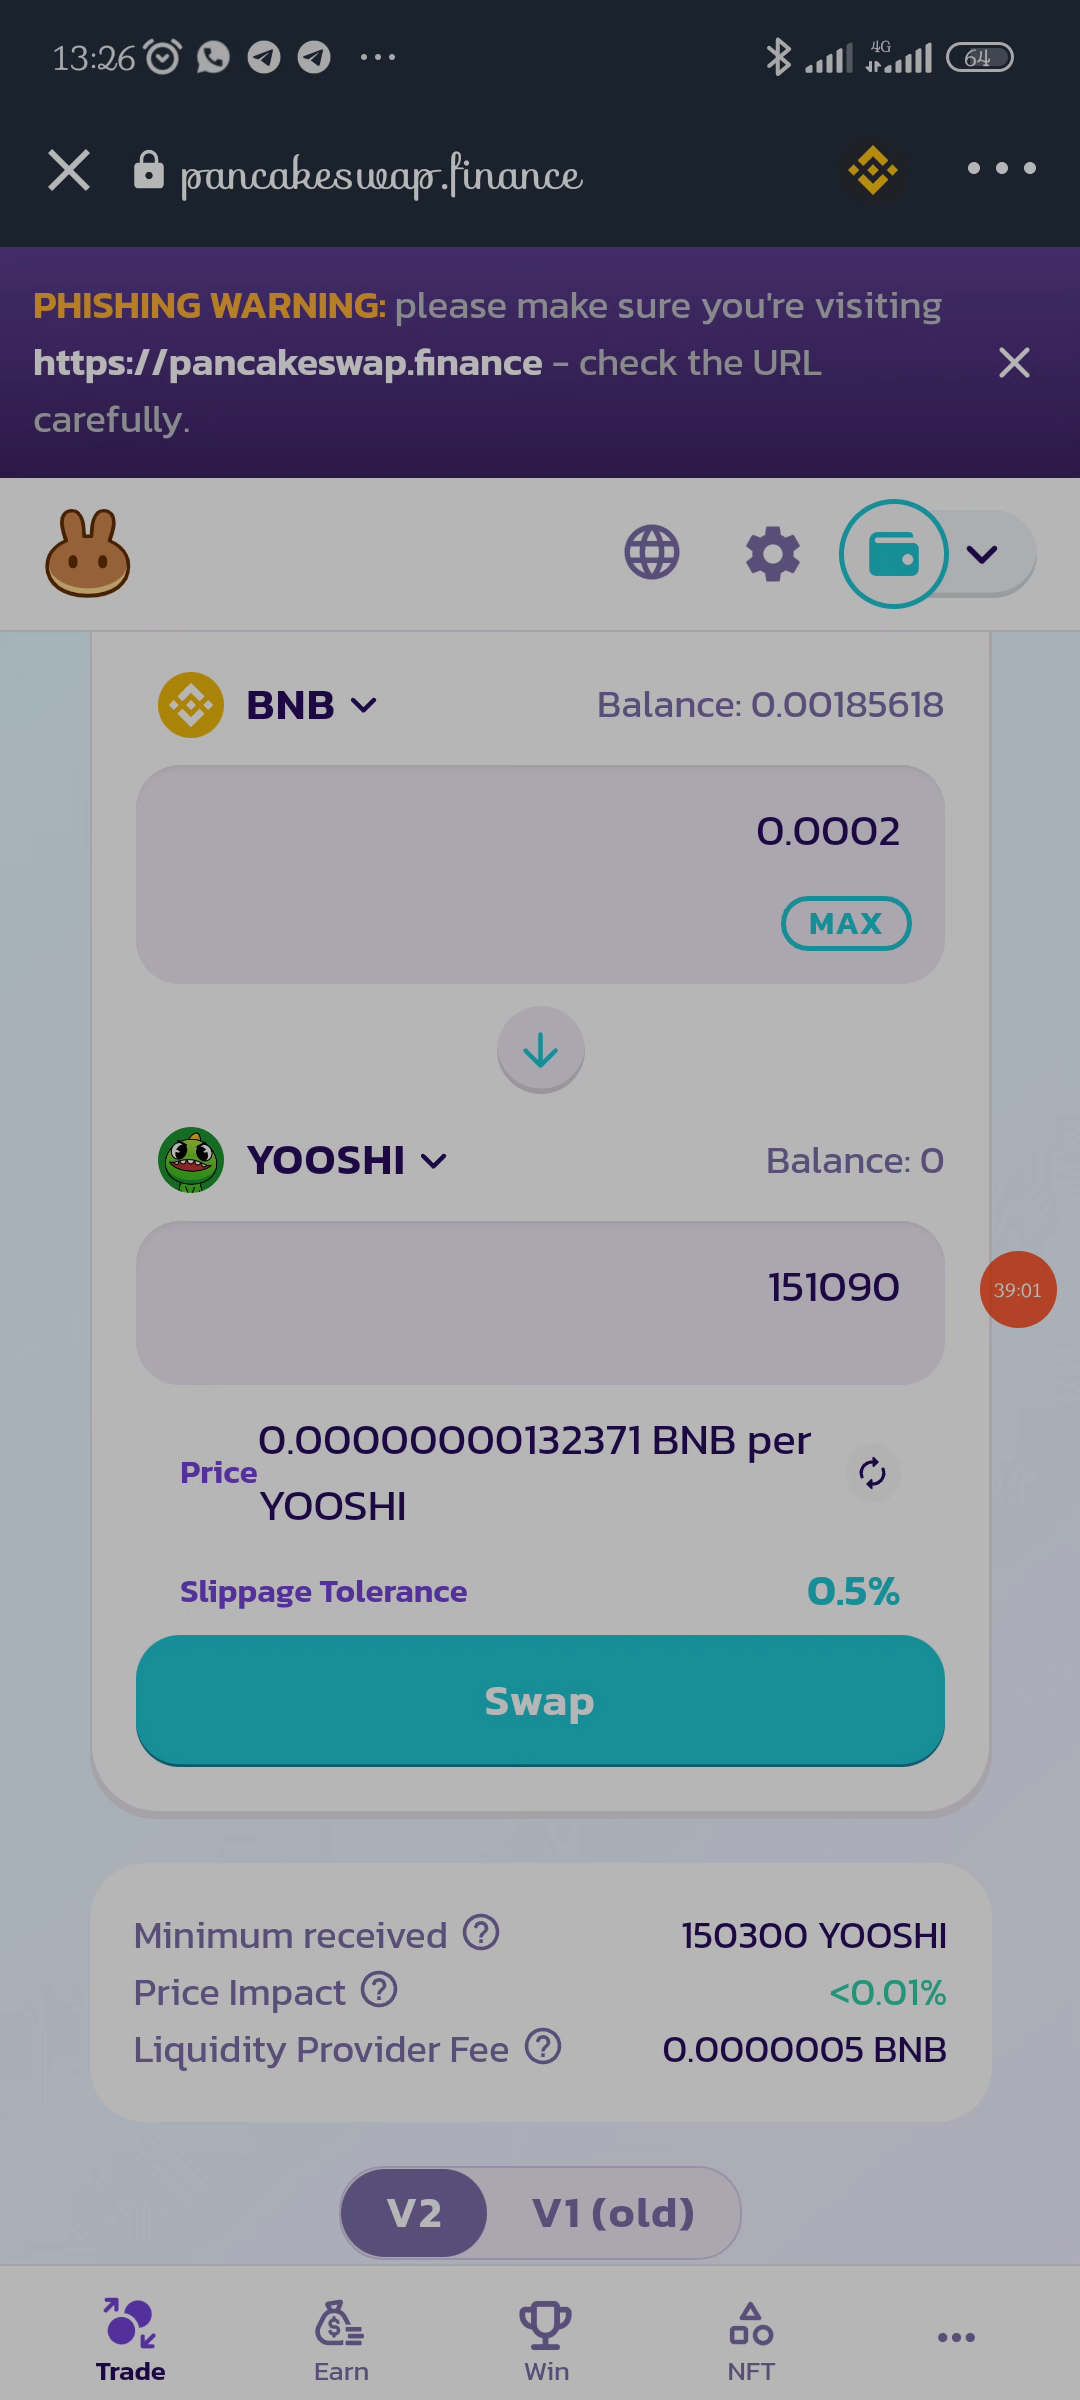 13:26
4G
64
pancakeswap.finance
PHISHING WARNING: please make sure you're visiting
https://pancakeswap.finance - check the URL
carefully.
BNB
Balance: 0.00185618
0.0002
MAX
YOOSHI
Balance: 0
151090
39:01
Price
0.000000000132371 BNB per
YOOSHI
Slippage Tolerance
0.5%
Swap
Minimum received ?
150300 YOOSHI
Price Impact ?
<0.01%
Liquidity Provider Fee ?
0.0000005 BNB
V2
V1 (old)
Trade
Earn
Win
NFT